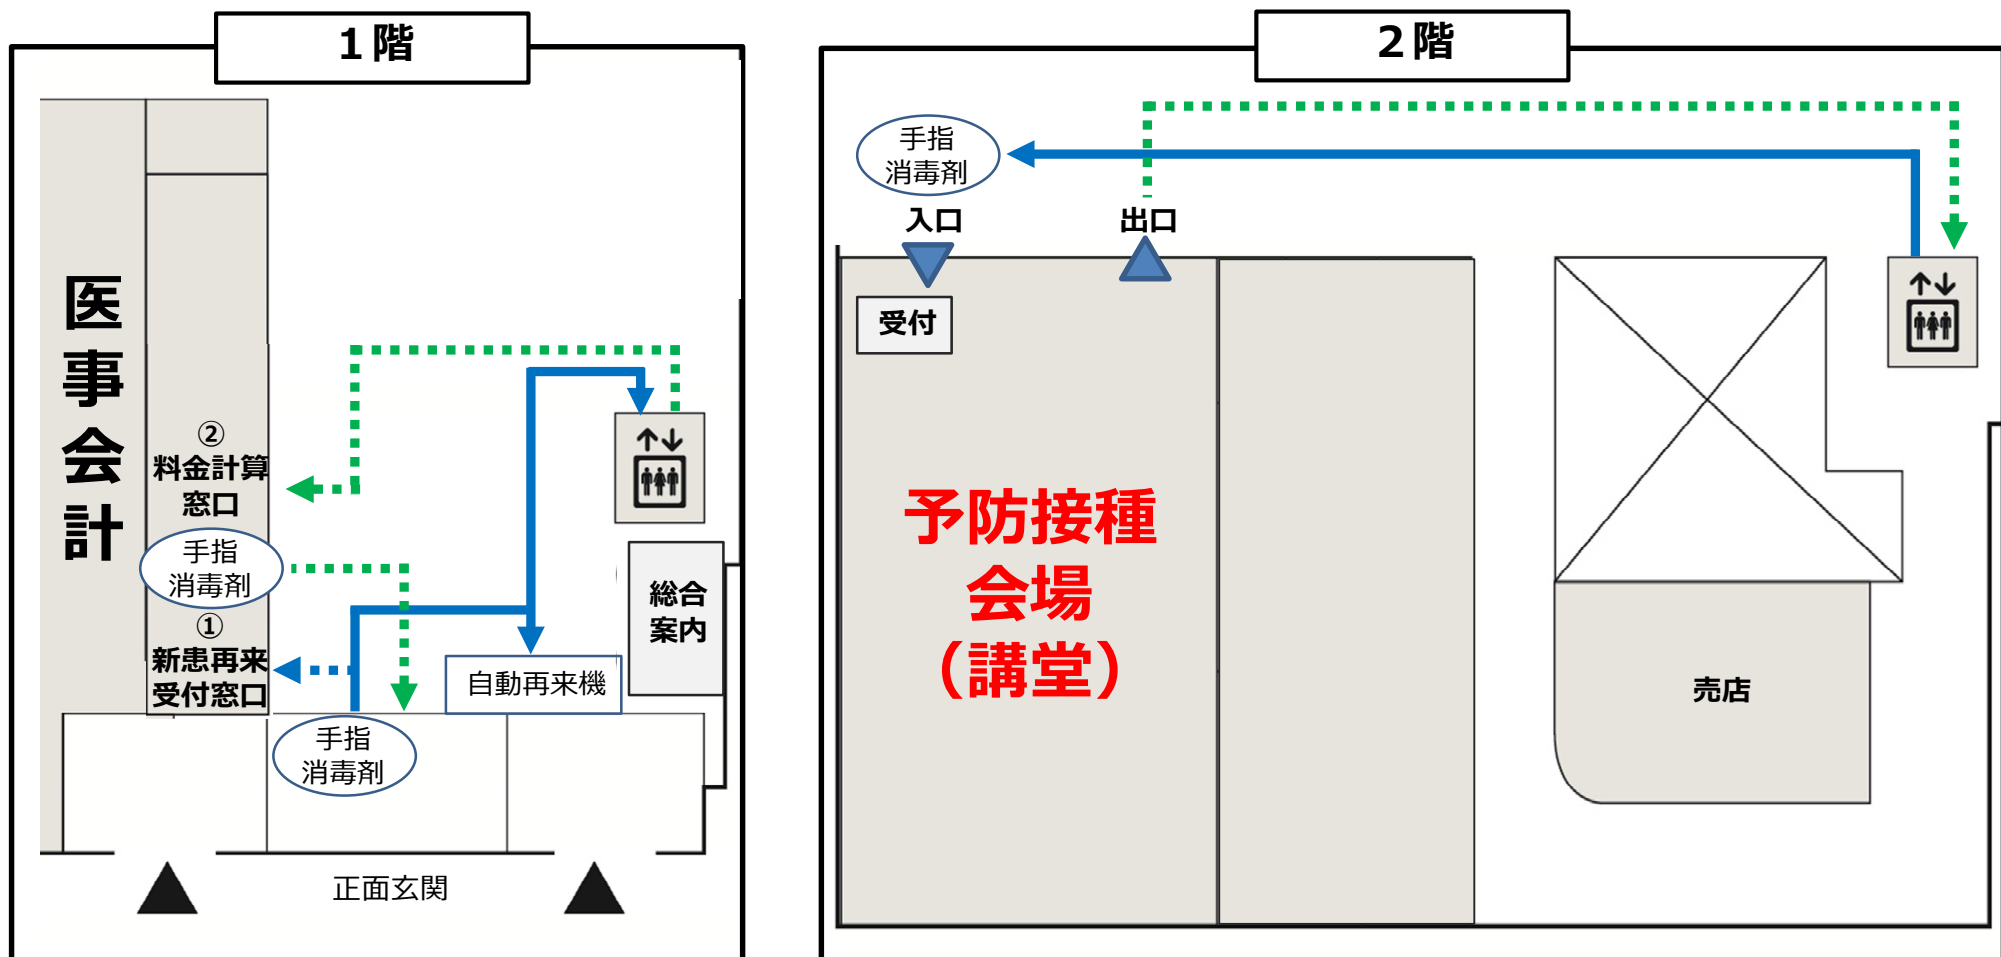 1階
医事会計
②
料金計算
窓口
手指
消毒剤
①
新患再来
受付窓口
手指
消毒剤
自動再来機
総合
案内
正面玄関
2階
手指
消毒剤
入口
出口
受付
予防接種
会場
（講堂）
売店